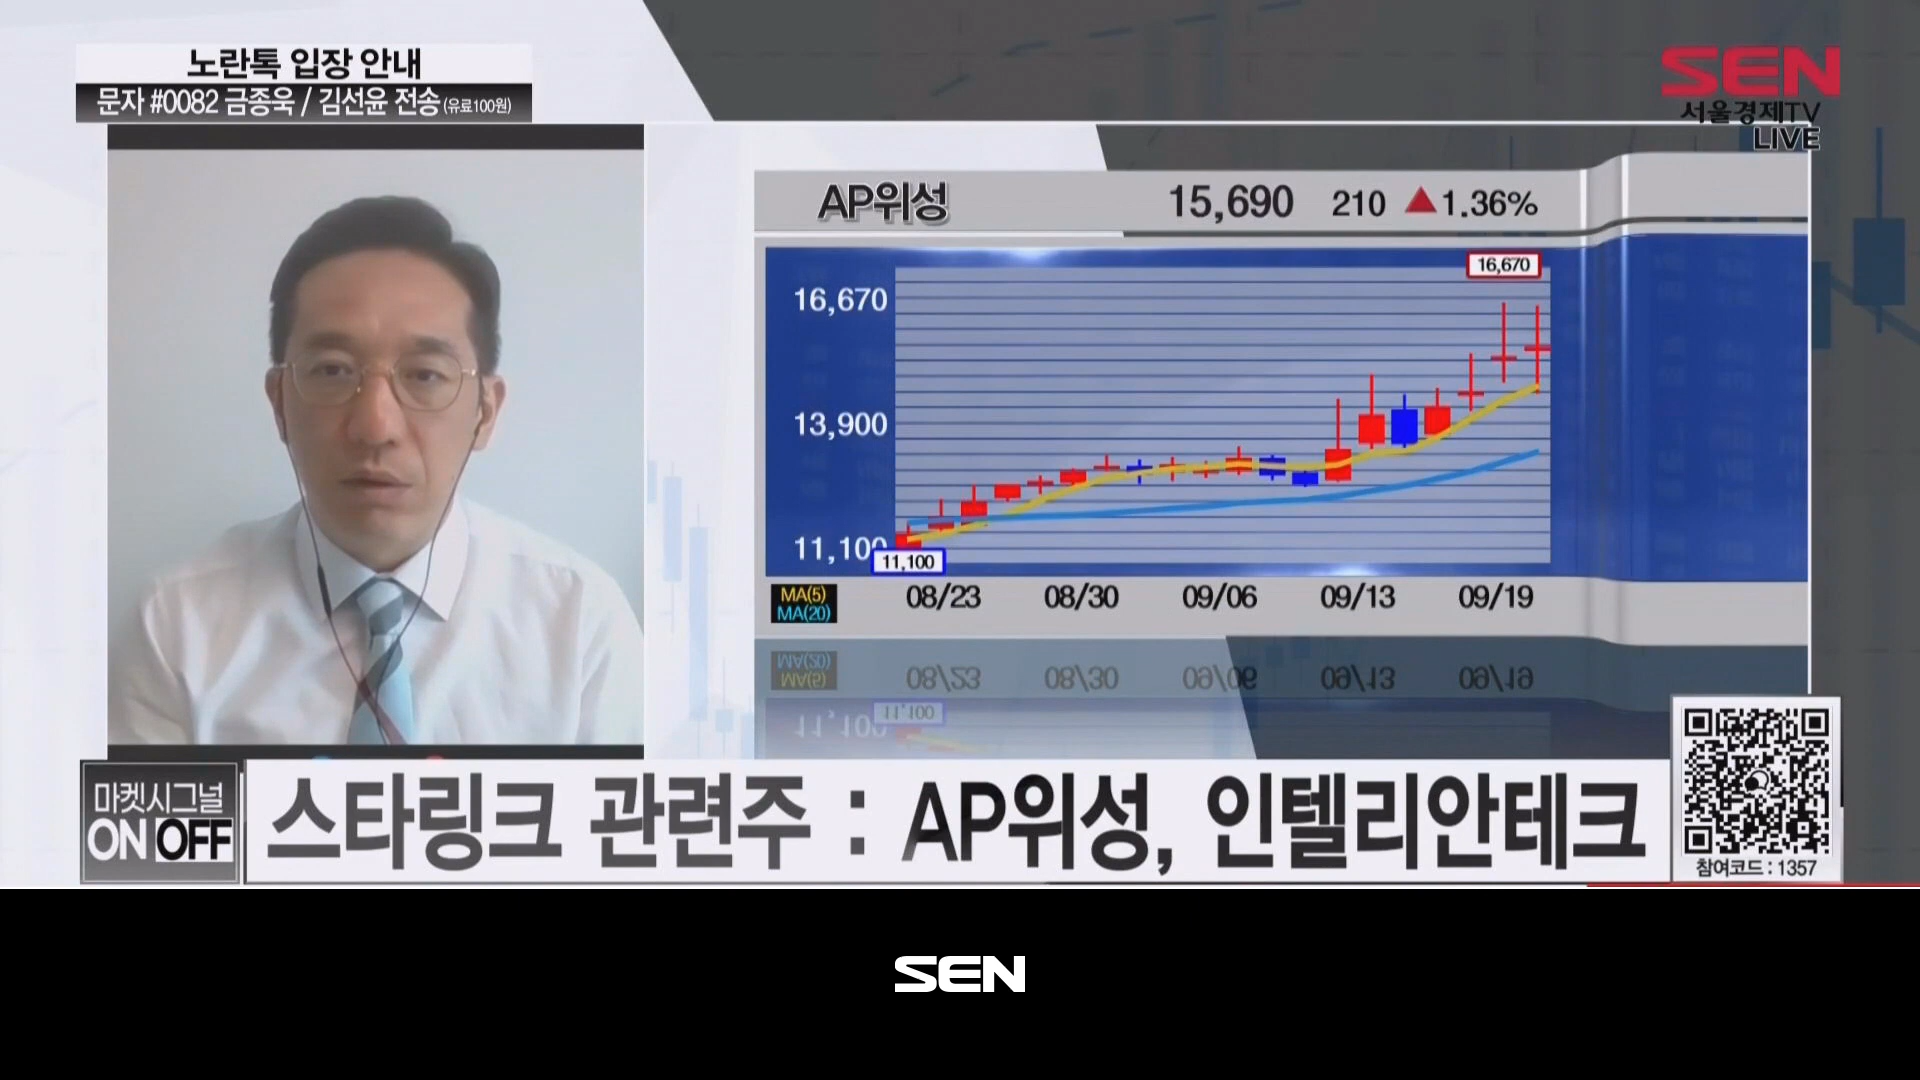 노란톡 입장 안내
문자 #0082 금종욱 / 김선윤 전송 (유료100원)
SEN
서울경제TV
LIVE
AP위성 15,690 210 ▲1.36%
16,670
16,670
13,900
11,100
11,100
MA(5)
MA(20)
08/23 08/30 09/06 09/13 09/19
마켓시그널
ON OFF
스타링크 관련주 : AP위성, 인텔리안테크
참여코드 : 1357
SEN